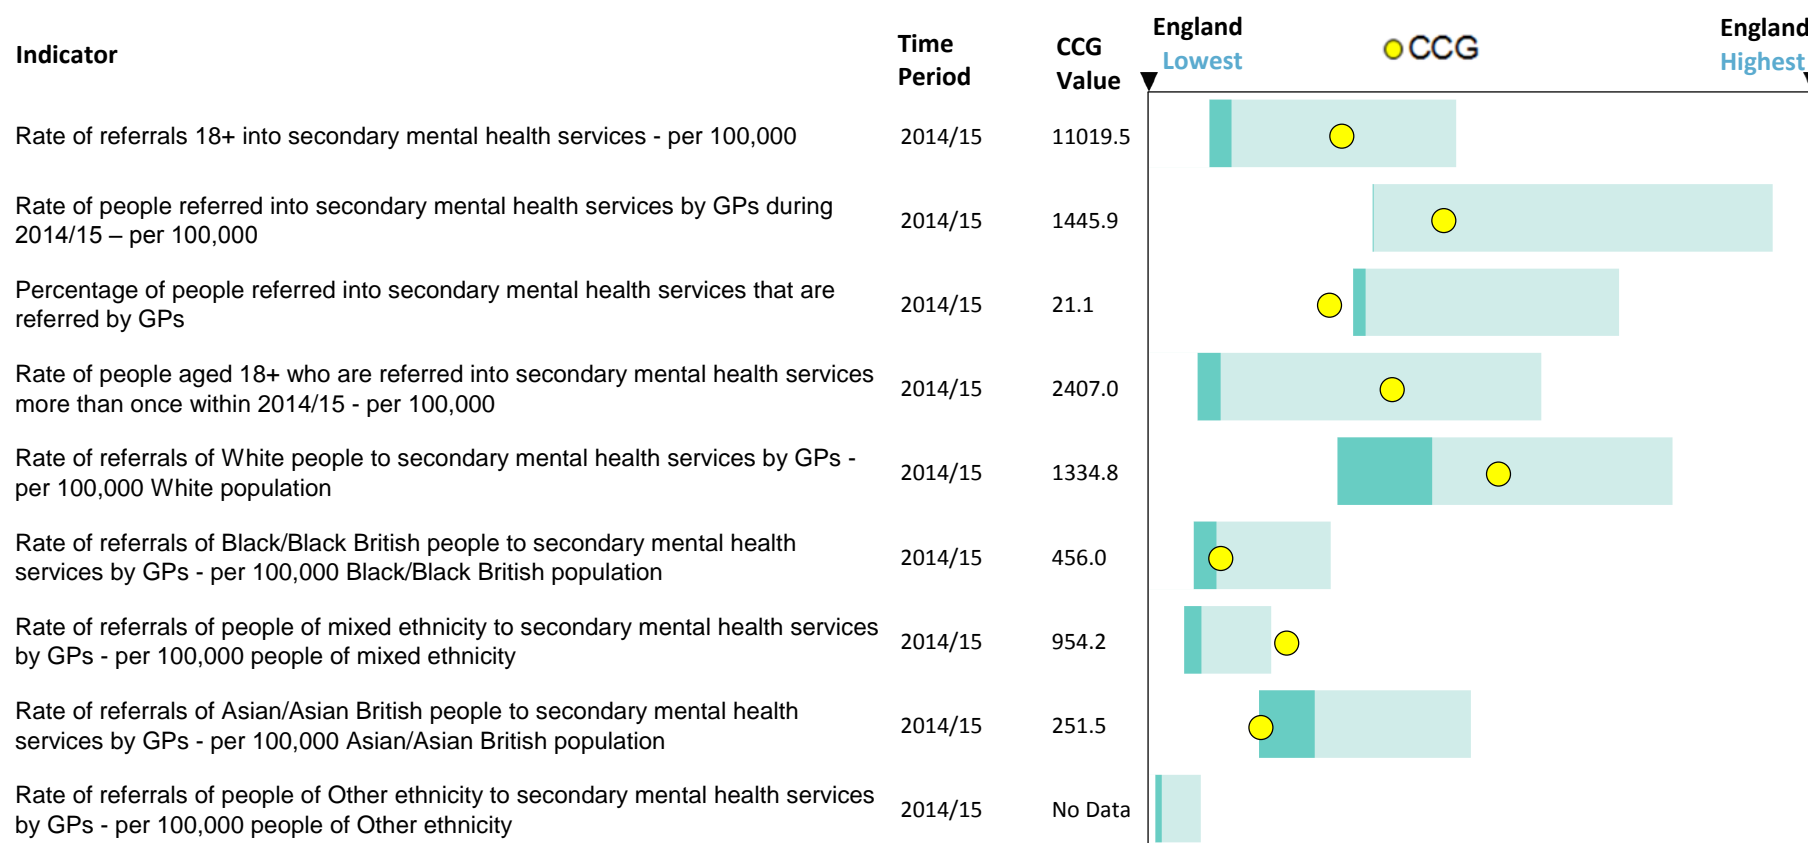 Indicator
Time Period
CCG Value
England Lowest
CCG
England Highest
Rate of referrals 18+ into secondary mental health services - per 100,000
2014/15
11019.5
Rate of people referred into secondary mental health services by GPs during
2014/15 – per 100,000
2014/15
1445.9
Percentage of people referred into secondary mental health services that are
referred by GPs
2014/15
21.1
Rate of people aged 18+ who are referred into secondary mental health services
more than once within 2014/15 - per 100,000
2014/15
2407.0
Rate of referrals of White people to secondary mental health services by GPs -
per 100,000 White population
2014/15
1334.8
Rate of referrals of Black/Black British people to secondary mental health
services by GPs - per 100,000 Black/Black British population
2014/15
456.0
Rate of referrals of people of mixed ethnicity to secondary mental health services
by GPs - per 100,000 people of mixed ethnicity
2014/15
954.2
Rate of referrals of Asian/Asian British people to secondary mental health
services by GPs - per 100,000 Asian/Asian British population
2014/15
251.5
Rate of referrals of people of Other ethnicity to secondary mental health services
by GPs - per 100,000 people of Other ethnicity
2014/15
No Data